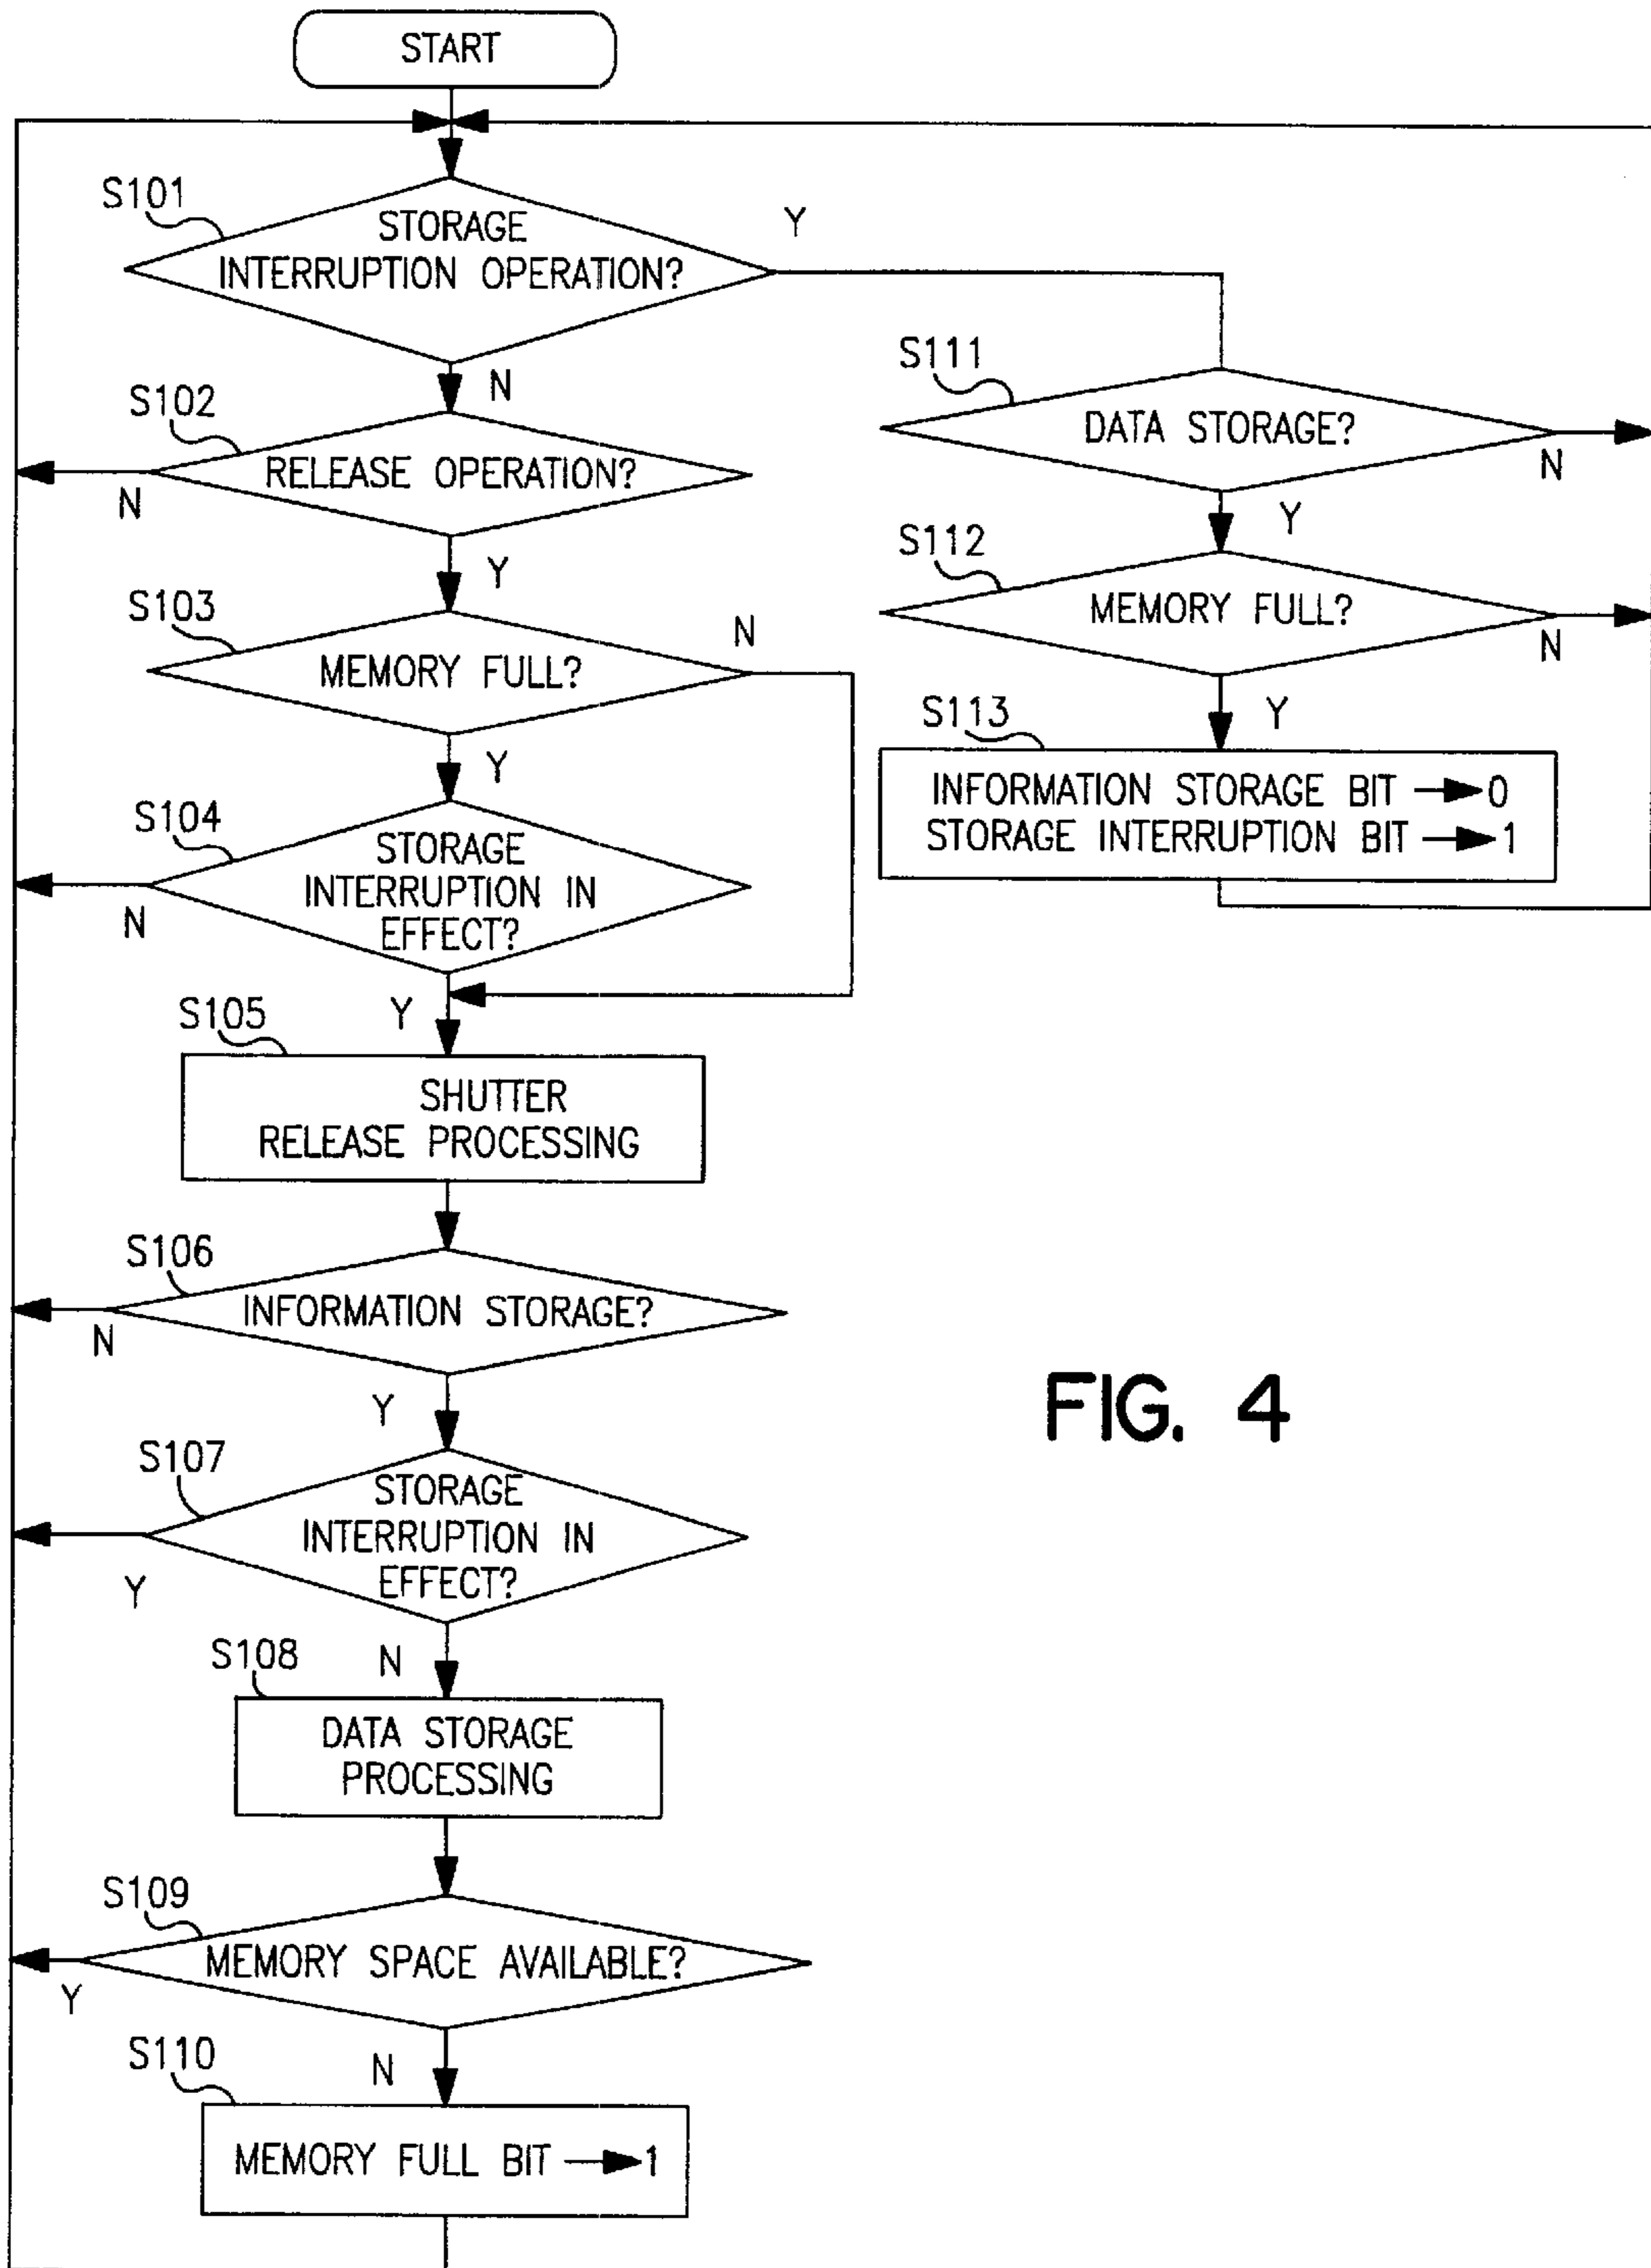 START
S101
STORAGE
INTERRUPTION OPERATION?
Y
N
S102
RELEASE OPERATION?
N
Y
S103
MEMORY FULL?
N
Y
S104
STORAGE
INTERRUPTION IN
EFFECT?
N
Y
S105
SHUTTER
RELEASE PROCESSING
S106
INFORMATION STORAGE?
N
Y
S107
STORAGE
INTERRUPTION IN
EFFECT?
Y
N
S108
DATA STORAGE
PROCESSING
S109
MEMORY SPACE AVAILABLE?
Y
N
S110
MEMORY FULL BIT → 1
S111
DATA STORAGE?
N
Y
S112
MEMORY FULL?
N
Y
S113
INFORMATION STORAGE BIT → 0
STORAGE INTERRUPTION BIT → 1
FIG. 4